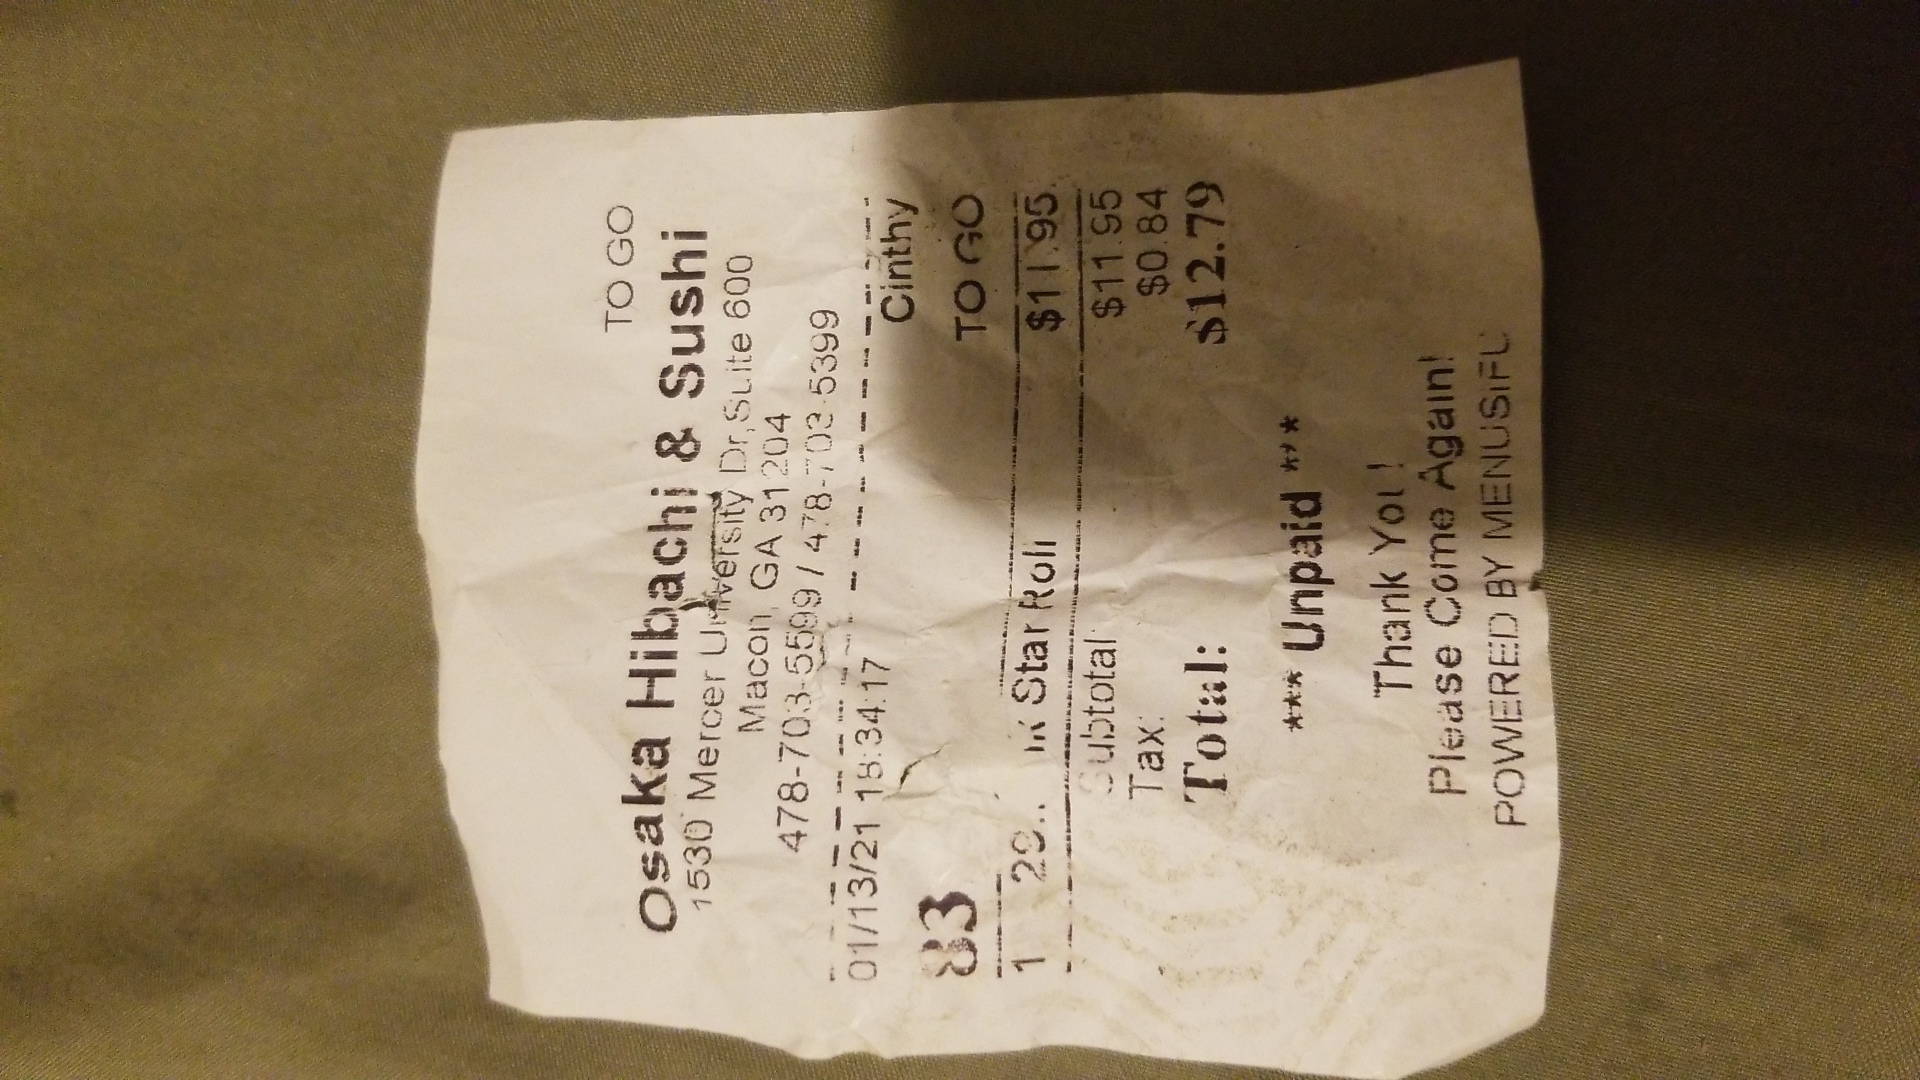 TO GO
Osaka Hibachi & Sushi
1530 Mercer University Dr,Suite 600
Macon, GA 31204
478-703-5599 / 478-703-5399
01/13/21 18:34:17 Cinthy
83 TO GO
1 Star Roll $11.95
Subtotal: $11.95
Tax: $0.84
Total: $12.79
*** Unpaid ***
Thank You!
Please Come Again!
POWERED BY MENUSIFU